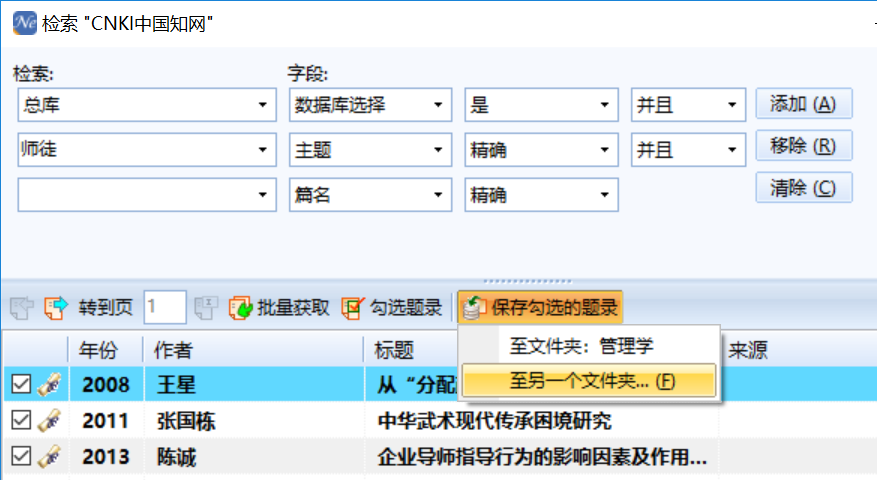 检索 "CNKI中国知网"
检索: 字段:
总库 数据库选择 是 并且 添加 (A)
师徒 主题 精确 并且 移除 (R)
篇名 精确 清除 (C)
转到页 1 批量获取 勾选题录 保存勾选的题录
至文件夹：管理学
至另一个文件夹... (F)
年份 作者 标题 来源
2008 王星 从“分配
2011 张国栋 中华武术现代传承困境研究
2013 陈诚 企业导师指导行为的影响因素及作用...